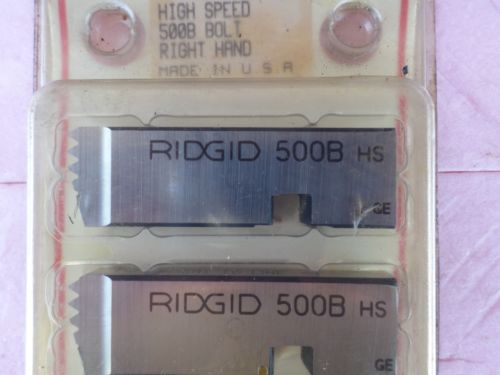 HIGH SPEED
500B BOLT
RIGHT HAND
MADE IN U.S.A
RIDGID 500B HS
GE
RIDGID 500B HS
GE